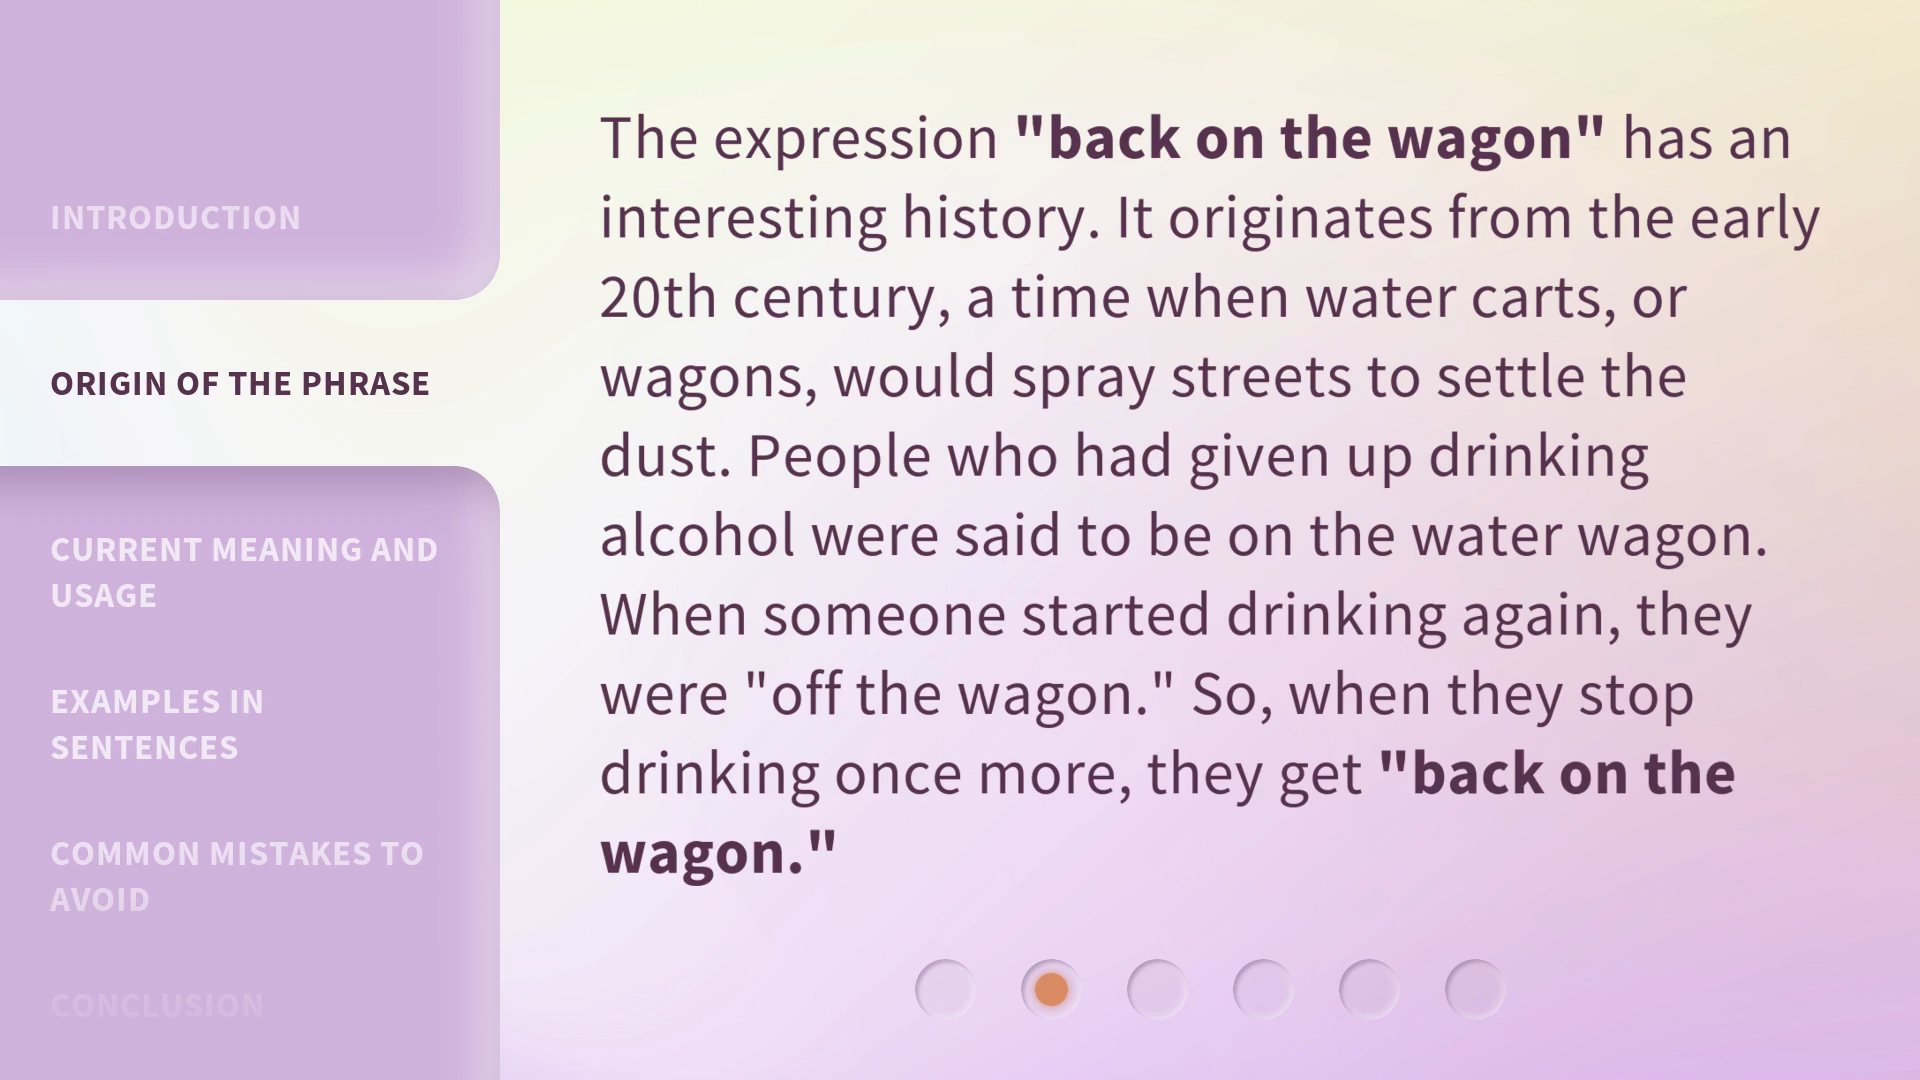 INTRODUCTION
ORIGIN OF THE PHRASE
CURRENT MEANING AND
USAGE
EXAMPLES IN
SENTENCES
COMMON MISTAKES TO
AVOID
CONCLUSION
The expression "back on the wagon" has an
interesting history. It originates from the early
20th century, a time when water carts, or
wagons, would spray streets to settle the
dust. People who had given up drinking
alcohol were said to be on the water wagon.
When someone started drinking again, they
were "off the wagon." So, when they stop
drinking once more, they get "back on the
wagon."